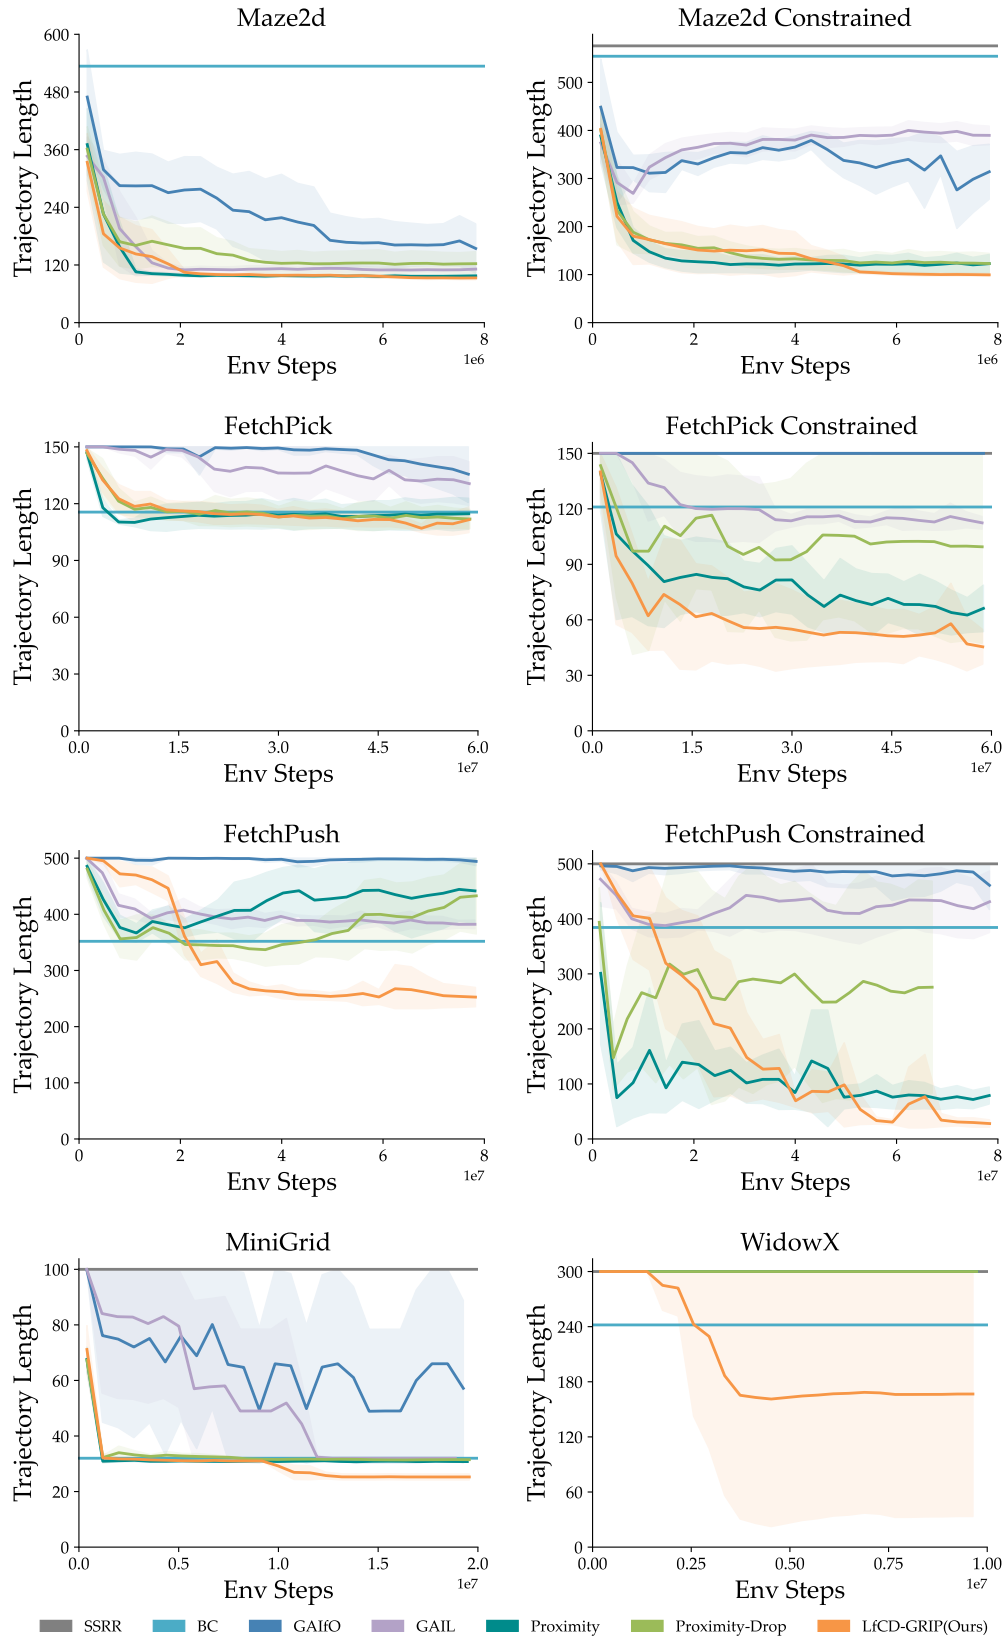 Maze2d
Maze2d Constrained
Trajectory Length
600
480
360
240
120
0
0 2 4 6 8
1e6
Env Steps
Trajectory Length
500
400
300
200
100
0
0 2 4 6 8
1e6
Env Steps
FetchPick
FetchPick Constrained
Trajectory Length
150
120
90
60
30
0
0.0 1.5 3.0 4.5 6.0
1e7
Env Steps
Trajectory Length
150
120
90
60
30
0
0.0 1.5 3.0 4.5 6.0
1e7
Env Steps
FetchPush
FetchPush Constrained
Trajectory Length
500
400
300
200
100
0
0 2 4 6 8
1e7
Env Steps
Trajectory Length
500
400
300
200
100
0
0 2 4 6 8
1e7
Env Steps
MiniGrid
WidowX
Trajectory Length
100
80
60
40
20
0
0.0 0.5 1.0 1.5 2.0
1e7
Env Steps
Trajectory Length
300
240
180
120
60
0
0.00 0.25 0.50 0.75 1.00
1e7
Env Steps
SSRR BC GAIfO GAIL Proximity Proximity-Drop LfCD-GRIP(Ours)